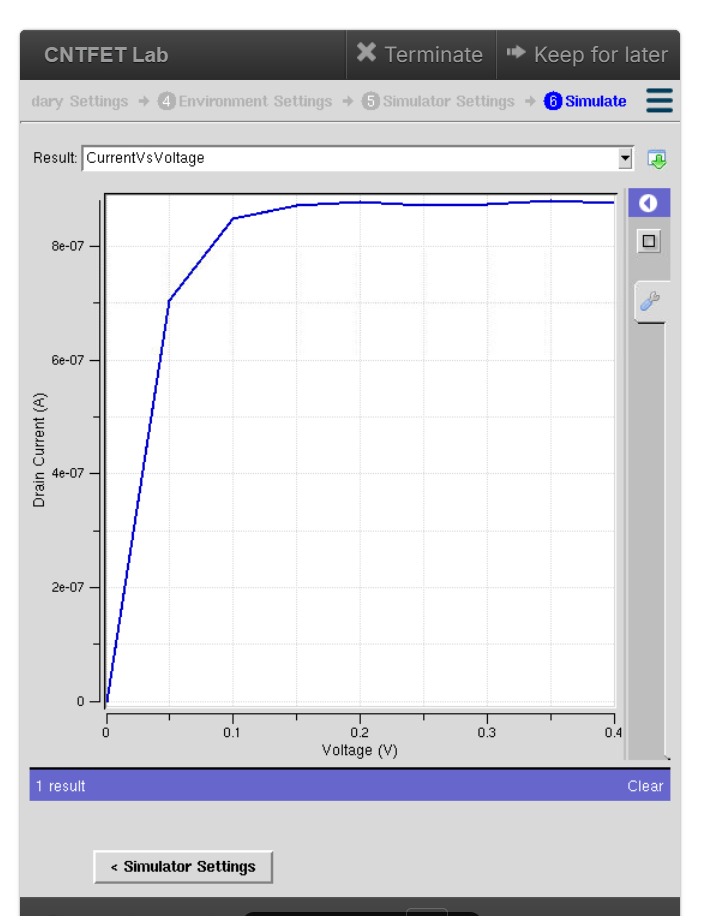 CNTFET Lab ✖ Terminate ➠ Keep for later
dary Settings → 4 Environment Settings → 5 Simulator Settings → 6 Simulate
Result: CurrentVsVoltage
8e-07
6e-07
4e-07
2e-07
0
Drain Current (A)
0 0.1 0.2 0.3 0.4
Voltage (V)
1 result Clear
< Simulator Settings